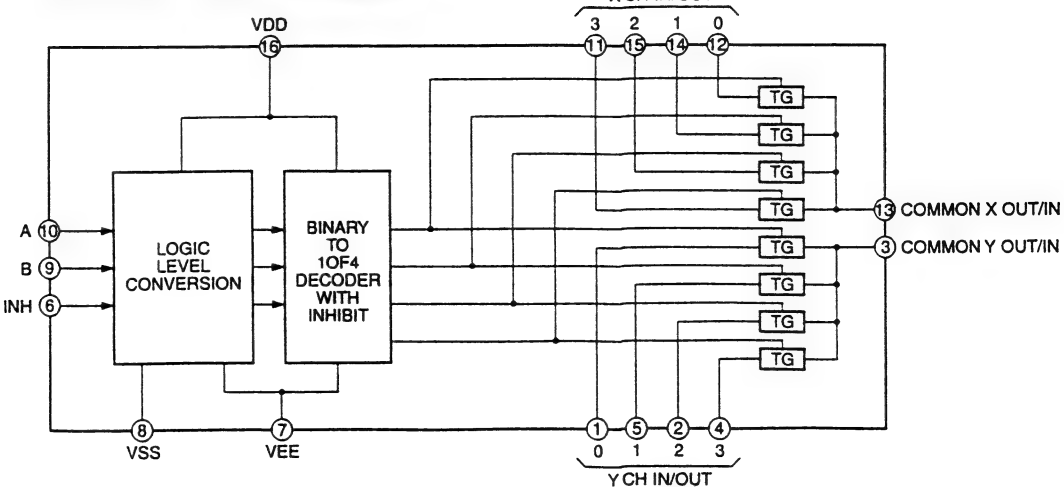 3 2 1 0
VDD
16
11 15 14 12
TG
TG
TG
TG
13 COMMON X OUT/IN
A 10
LOGIC
LEVEL
CONVERSION
BINARY
TO
1OF4
DECODER
WITH
INHIBIT
TG
3 COMMON Y OUT/IN
B 9
TG
INH 6
TG
TG
8
VSS
7
VEE
1 5 2 4
0 1 2 3
Y CH IN/OUT